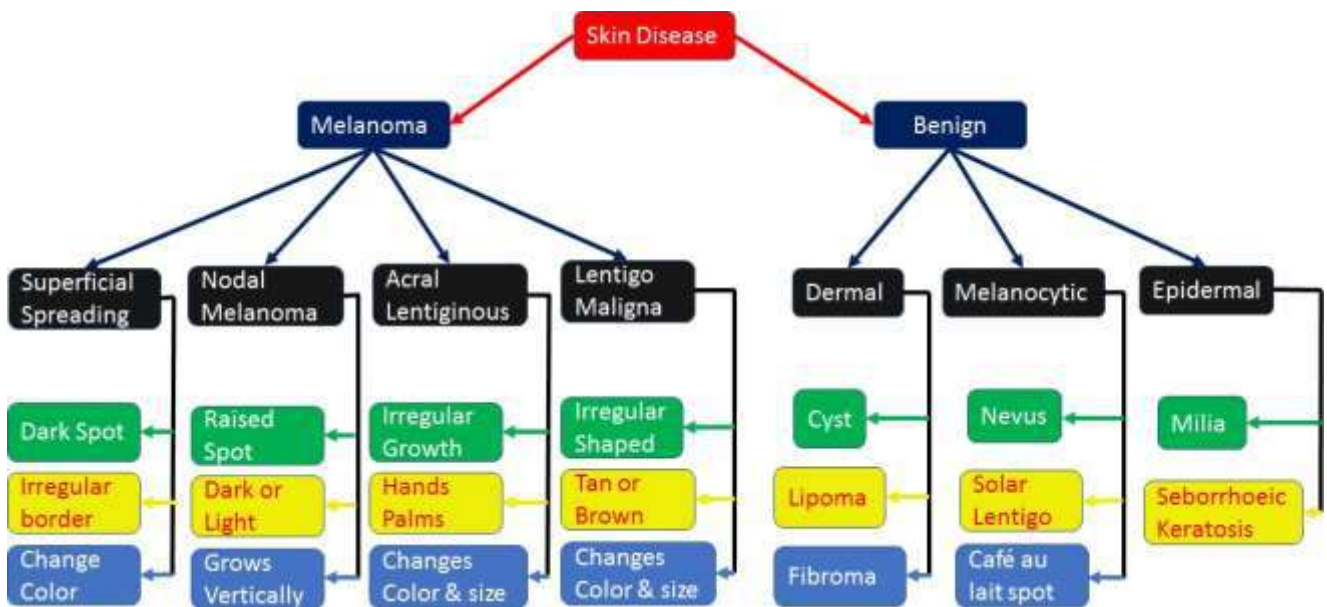 Skin Disease
Melanoma
Benign
Superficial
Spreading
Nodal
Melanoma
Acral
Lentiginous
Lentigo
Maligna
Dermal
Melanocytic
Epidermal
Dark Spot
Raised
Spot
Irregular
Growth
Irregular
Shaped
Cyst
Nevus
Milia
Irregular
border
Dark or
Light
Hands
Palms
Tan or
Brown
Lipoma
Solar
Lentigo
Seborrhoeic
Keratosis
Change
Color
Grows
Vertically
Changes
Color & size
Changes
Color & size
Fibroma
Café au
lait spot